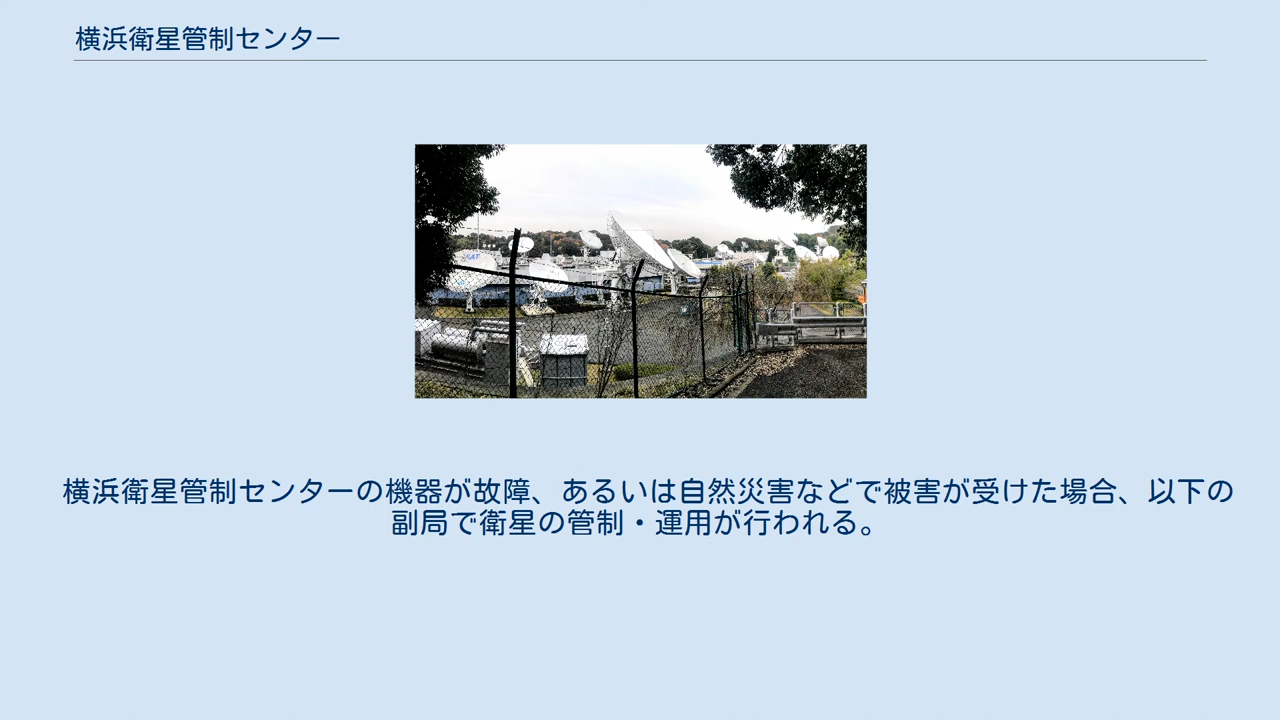 横浜衛星管制センター
横浜衛星管制センターの機器が故障、あるいは自然災害などで被害が受けた場合、以下の
副局で衛星の管制・運用が行われる。